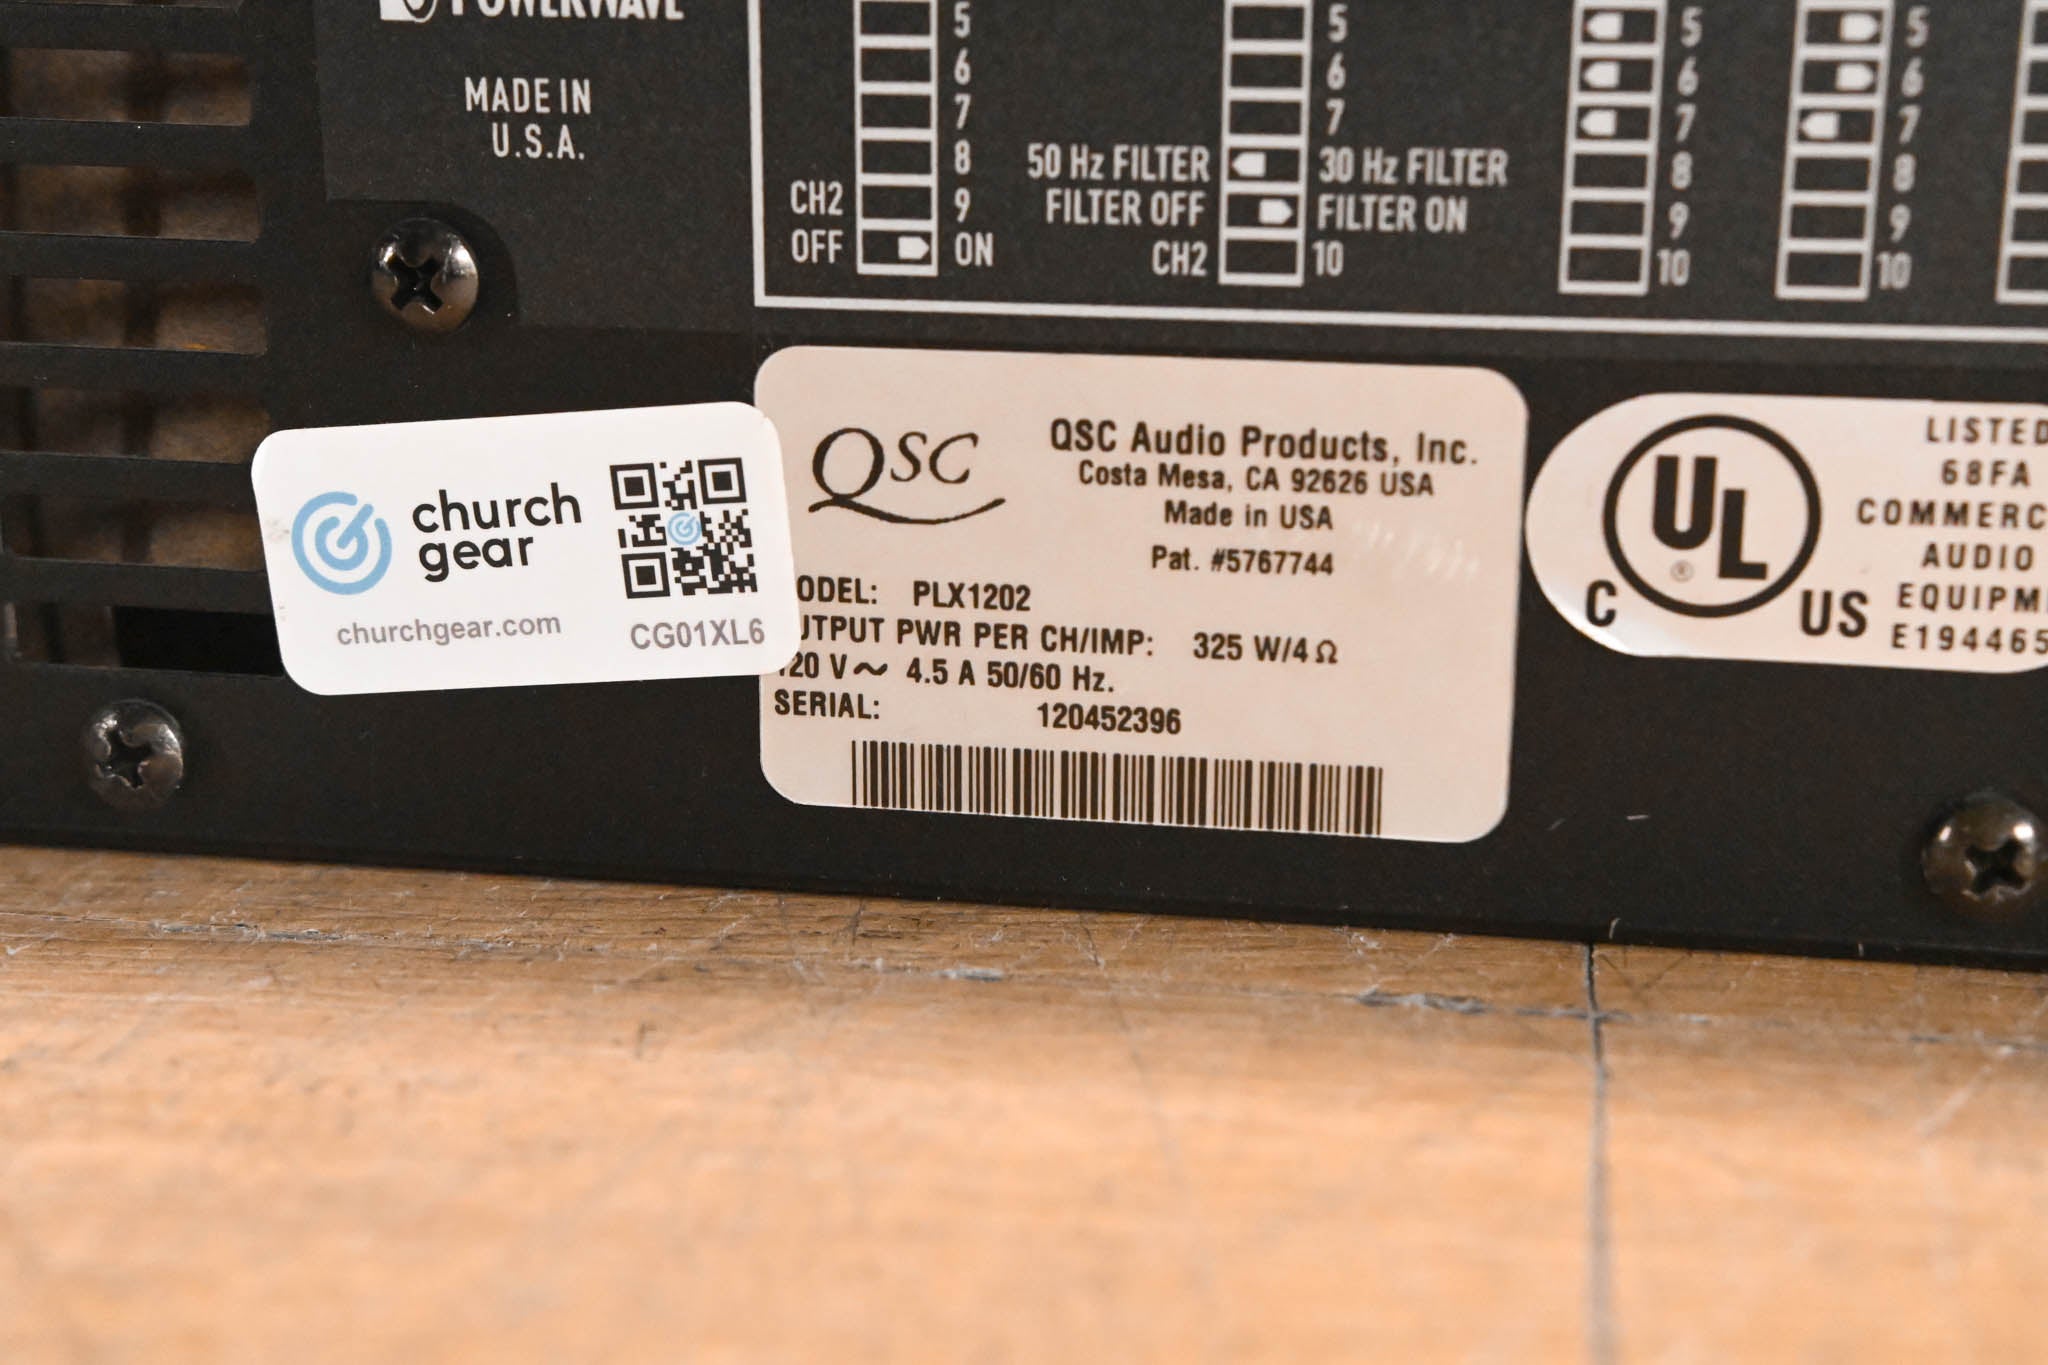 POWERWAVE
MADE IN
U.S.A.
5
6
7
8
CH2 9
OFF ON
5
6
7
50 Hz FILTER 30 Hz FILTER
FILTER OFF FILTER ON
CH2 10
5
6
7
8
9
10
5
6
7
8
9
10
church
gear
churchgear.com
CG01XL6
QSC
QSC Audio Products, Inc.
Costa Mesa, CA 92626 USA
Made in USA
Pat. #5767744
ODEL: PLX1202
UTPUT PWR PER CH/IMP: 325 W/4 Ω
120 V~ 4.5 A 50/60 Hz.
SERIAL: 120452396
C UL ® US
LISTED
68FA
COMMERC
AUDIO
EQUIPM
E194465